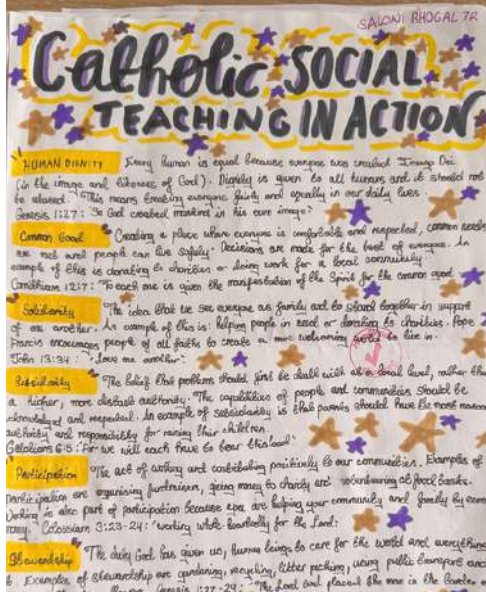 SALONI BHOGAL 7R
Catholic SOCIAL
TEACHING IN ACTION
HUMAN DIGNITY Every human is equal because everyone was created Imago Dei
(in the image and likeness of God). Dignity is given to all humans and it should not
be abused. This means treating everyone fairly and equally in our daily lives.
Genesis 1:27: "So God created mankind in his own image."
Common Good Creating a place where everyone is comfortable and respected, common needs
are met and people can live safely. Decisions are made for the best of everyone. An
example of this is donating to charities or doing work for a local community.
Corinthians 12:7: "To each one is given the manifestation of the Spirit for the common good
Solidarity The idea that we see everyone as family and to stand together in support
of one another. An example of this is: helping people in need or donating to charities. Pope
Francis encourages people of all faiths to create a more welcoming world to live in.
John 13:34: "Love one another."
Subsidiarity The belief that problems should first be dealt with at a local level, rather than
a higher, more distant authority. The capabilities of people and communities should be
acknowledged and respected. An example of subsidiarity is that parents should have the most
authority and responsibility for raising their children.
Galatians 6:5: "For we will each have to bear this load."
Participation The act of working and contributing positively to our communities. Examples of
participation are organising fundraisers, giving money to charity and volunteering at food banks.
Working is also part of participation because you are helping your community and family by
money. Colossians 3:23-24: "working whole-heartedly for the Lord."
Stewardship The duty God has given us, human beings to care for the world and everything
Examples of stewardship are gardening, recycling, litter picking, using public transport and
Genesis 1:27-29: "The Lord God placed the man in the Garden of